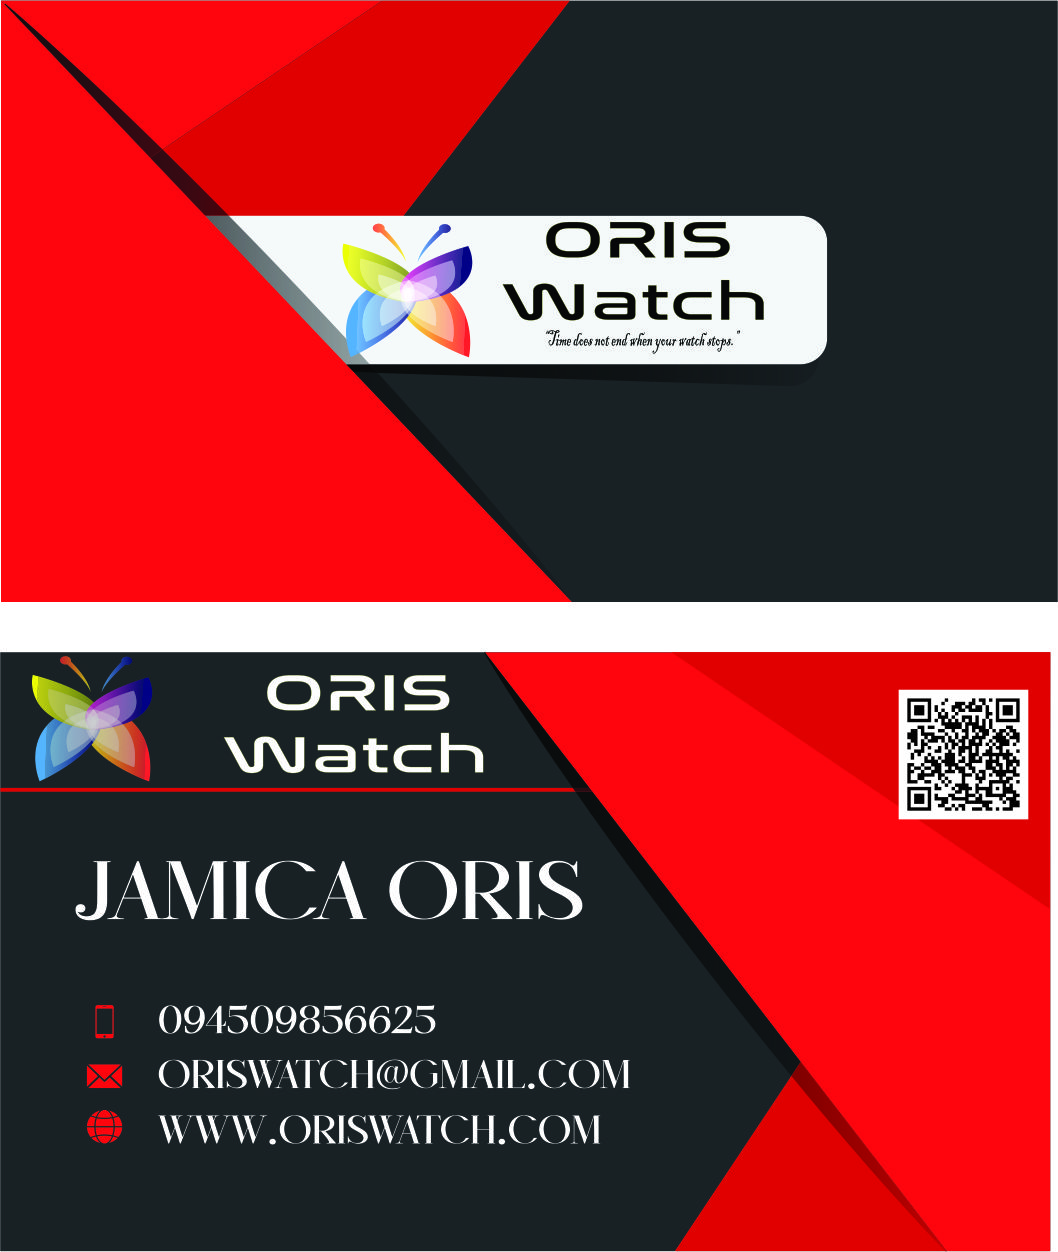 ORIS
Watch
"Time does not end when your watch stops."
ORIS
Watch
JAMICA ORIS
094509856625
ORISWATCH@GMAIL.COM
WWW.ORISWATCH.COM